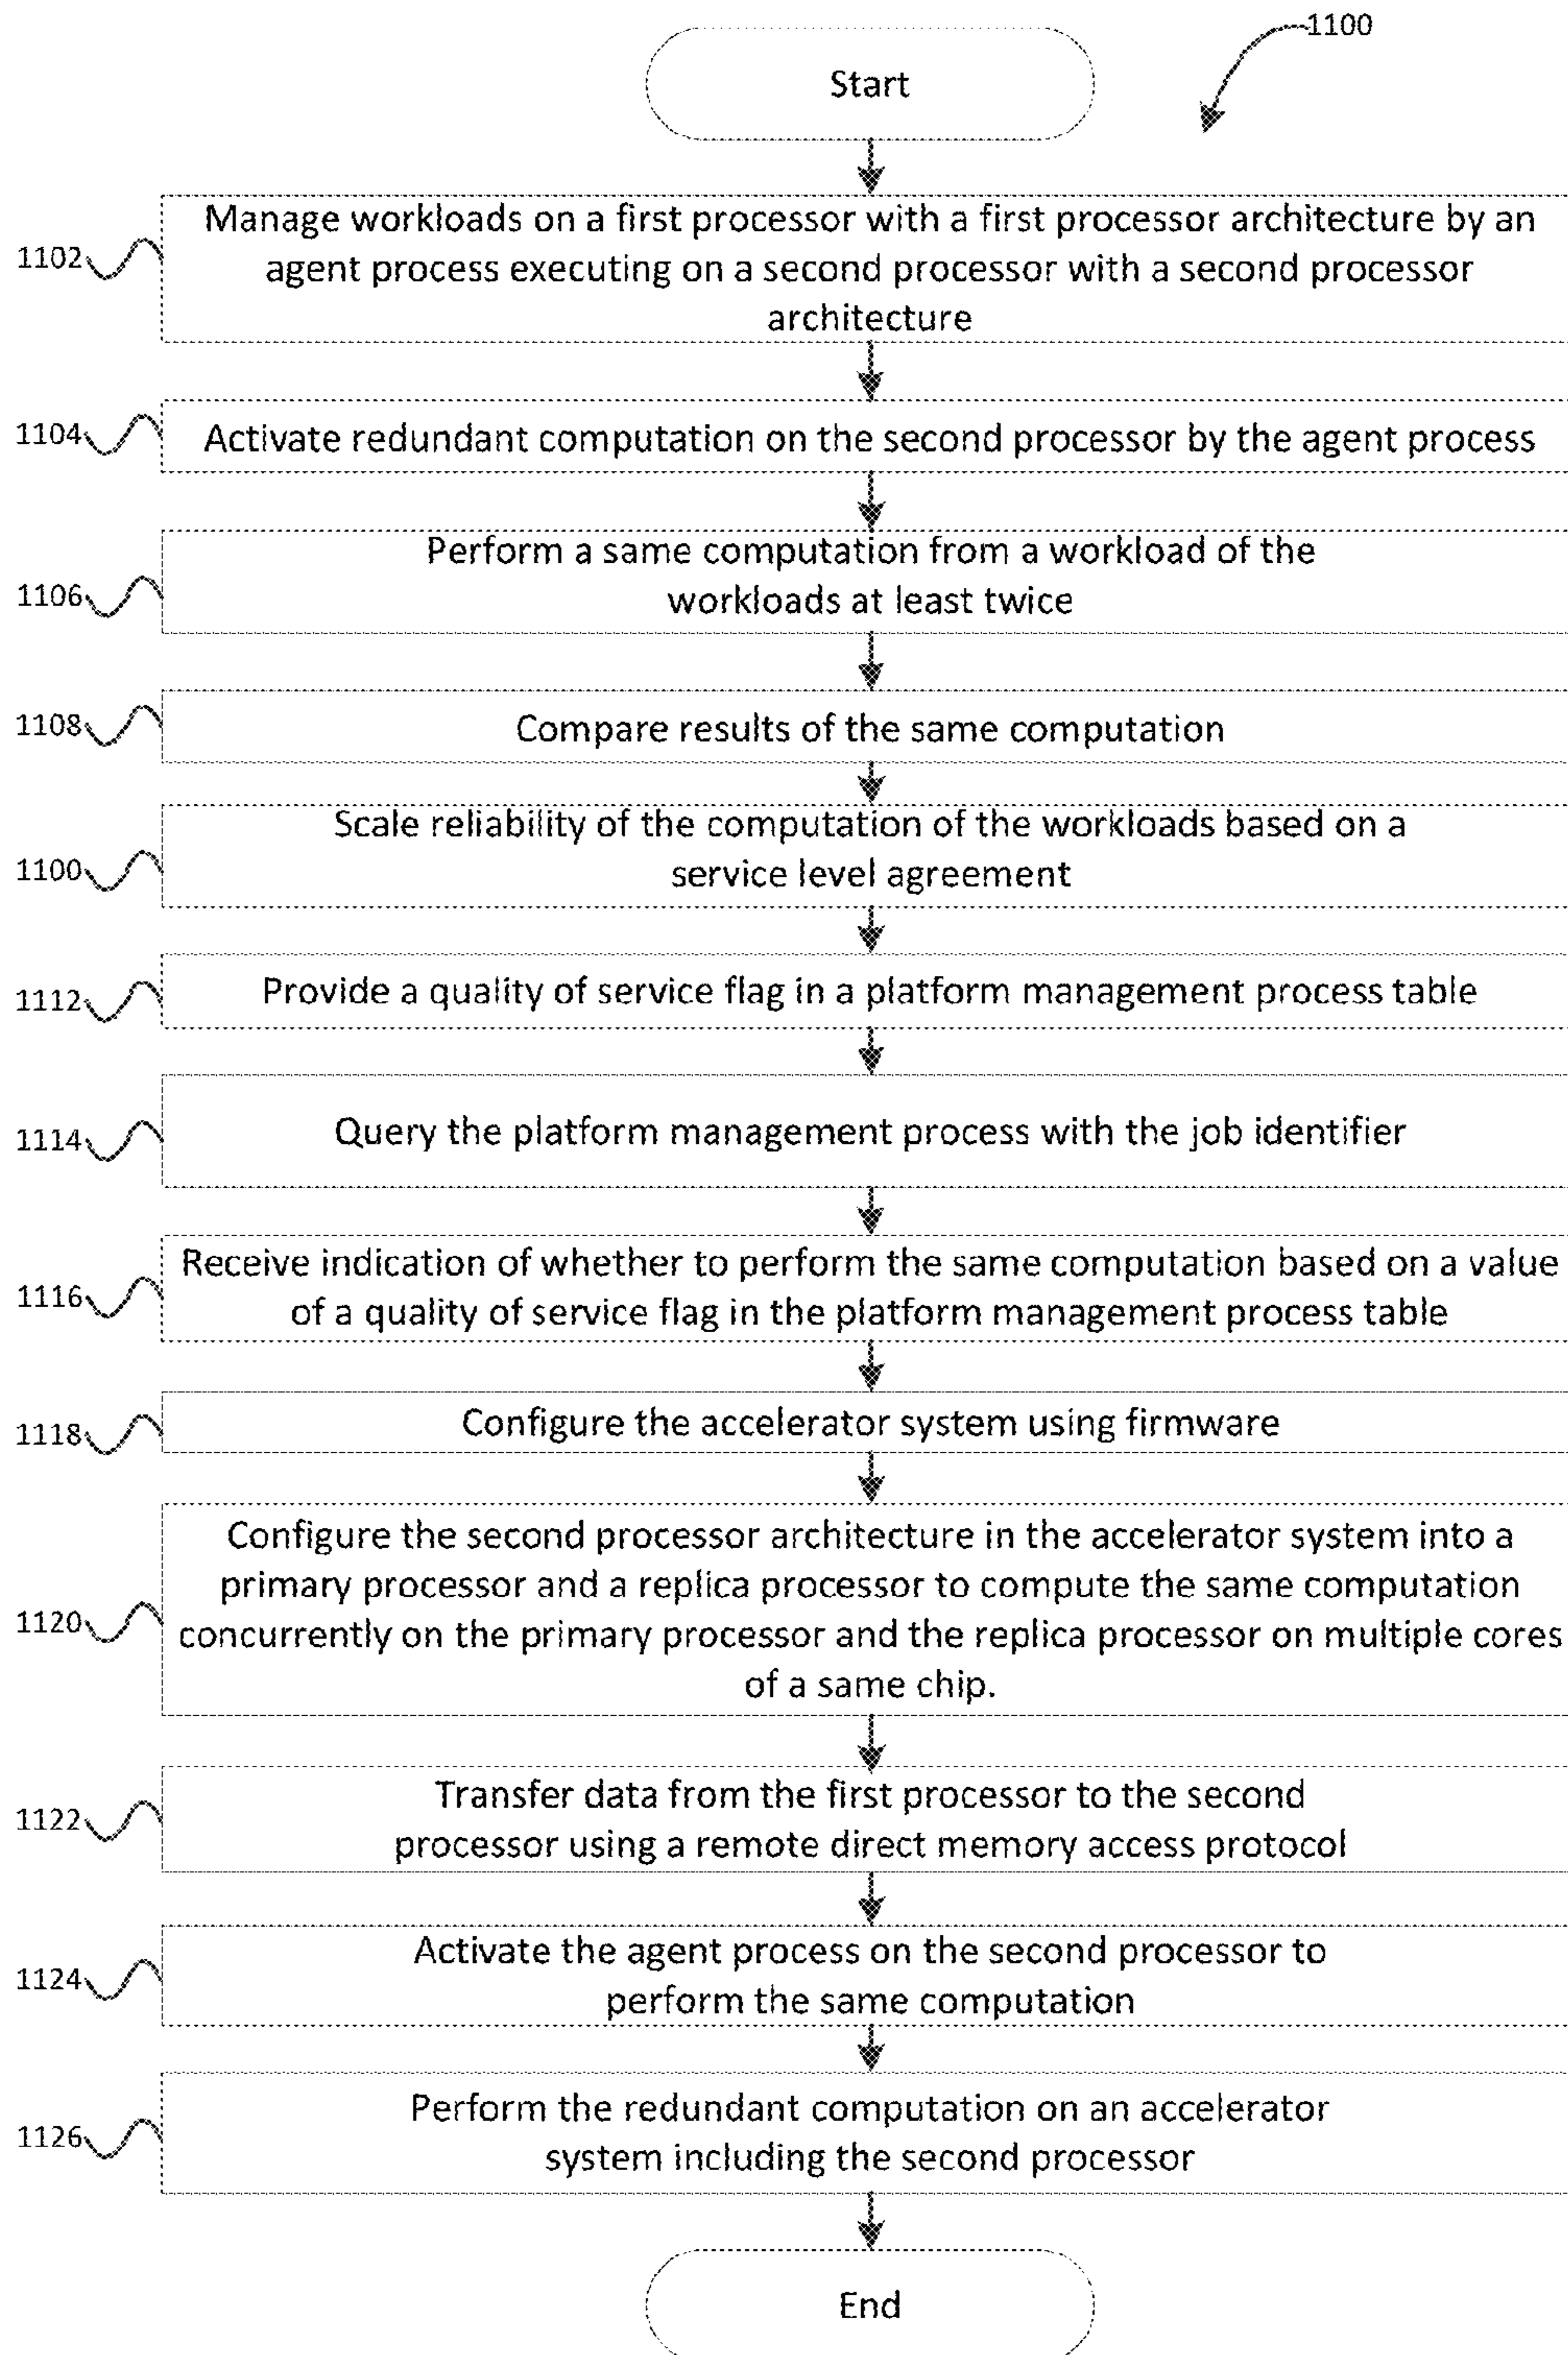 1100
Start
1102
Manage workloads on a first processor with a first processor architecture by an
agent process executing on a second processor with a second processor
architecture
1104
Activate redundant computation on the second processor by the agent process
1106
Perform a same computation from a workload of the
workloads at least twice
1108
Compare results of the same computation
1100
Scale reliability of the computation of the workloads based on a
service level agreement
1112
Provide a quality of service flag in a platform management process table
1114
Query the platform management process with the job identifier
1116
Receive indication of whether to perform the same computation based on a value
of a quality of service flag in the platform management process table
1118
Configure the accelerator system using firmware
1120
Configure the second processor architecture in the accelerator system into a
primary processor and a replica processor to compute the same computation
concurrently on the primary processor and the replica processor on multiple cores
of a same chip.
1122
Transfer data from the first processor to the second
processor using a remote direct memory access protocol
1124
Activate the agent process on the second processor to
perform the same computation
1126
Perform the redundant computation on an accelerator
system including the second processor
End